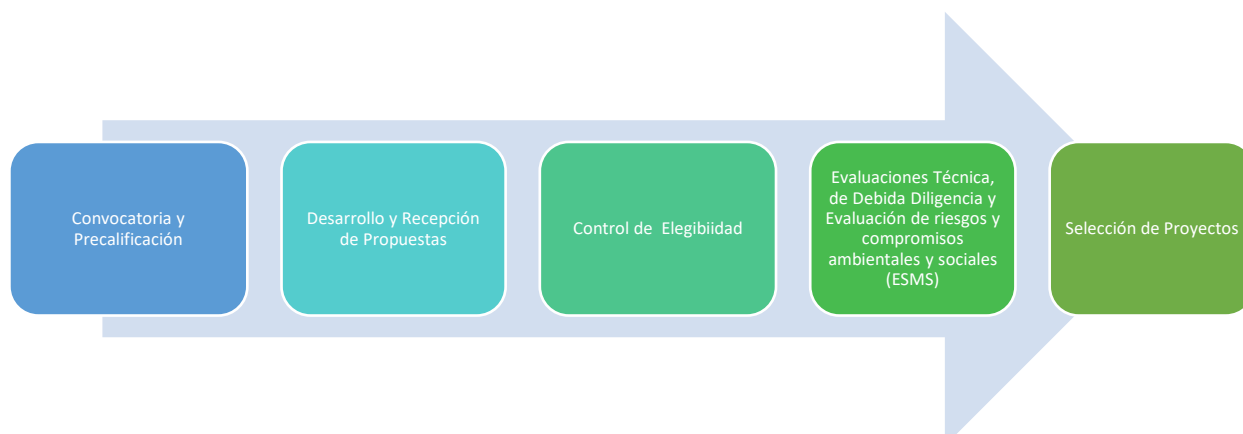 Convocatoria y
Precalificación
Desarrollo y Recepción
de Propuestas
Control de Elegibiidad
Evaluaciones Técnica,
de Debida Diligencia y
Evaluación de riesgos y
compromisos
ambientales y sociales
(ESMS)
Selección de Proyectos